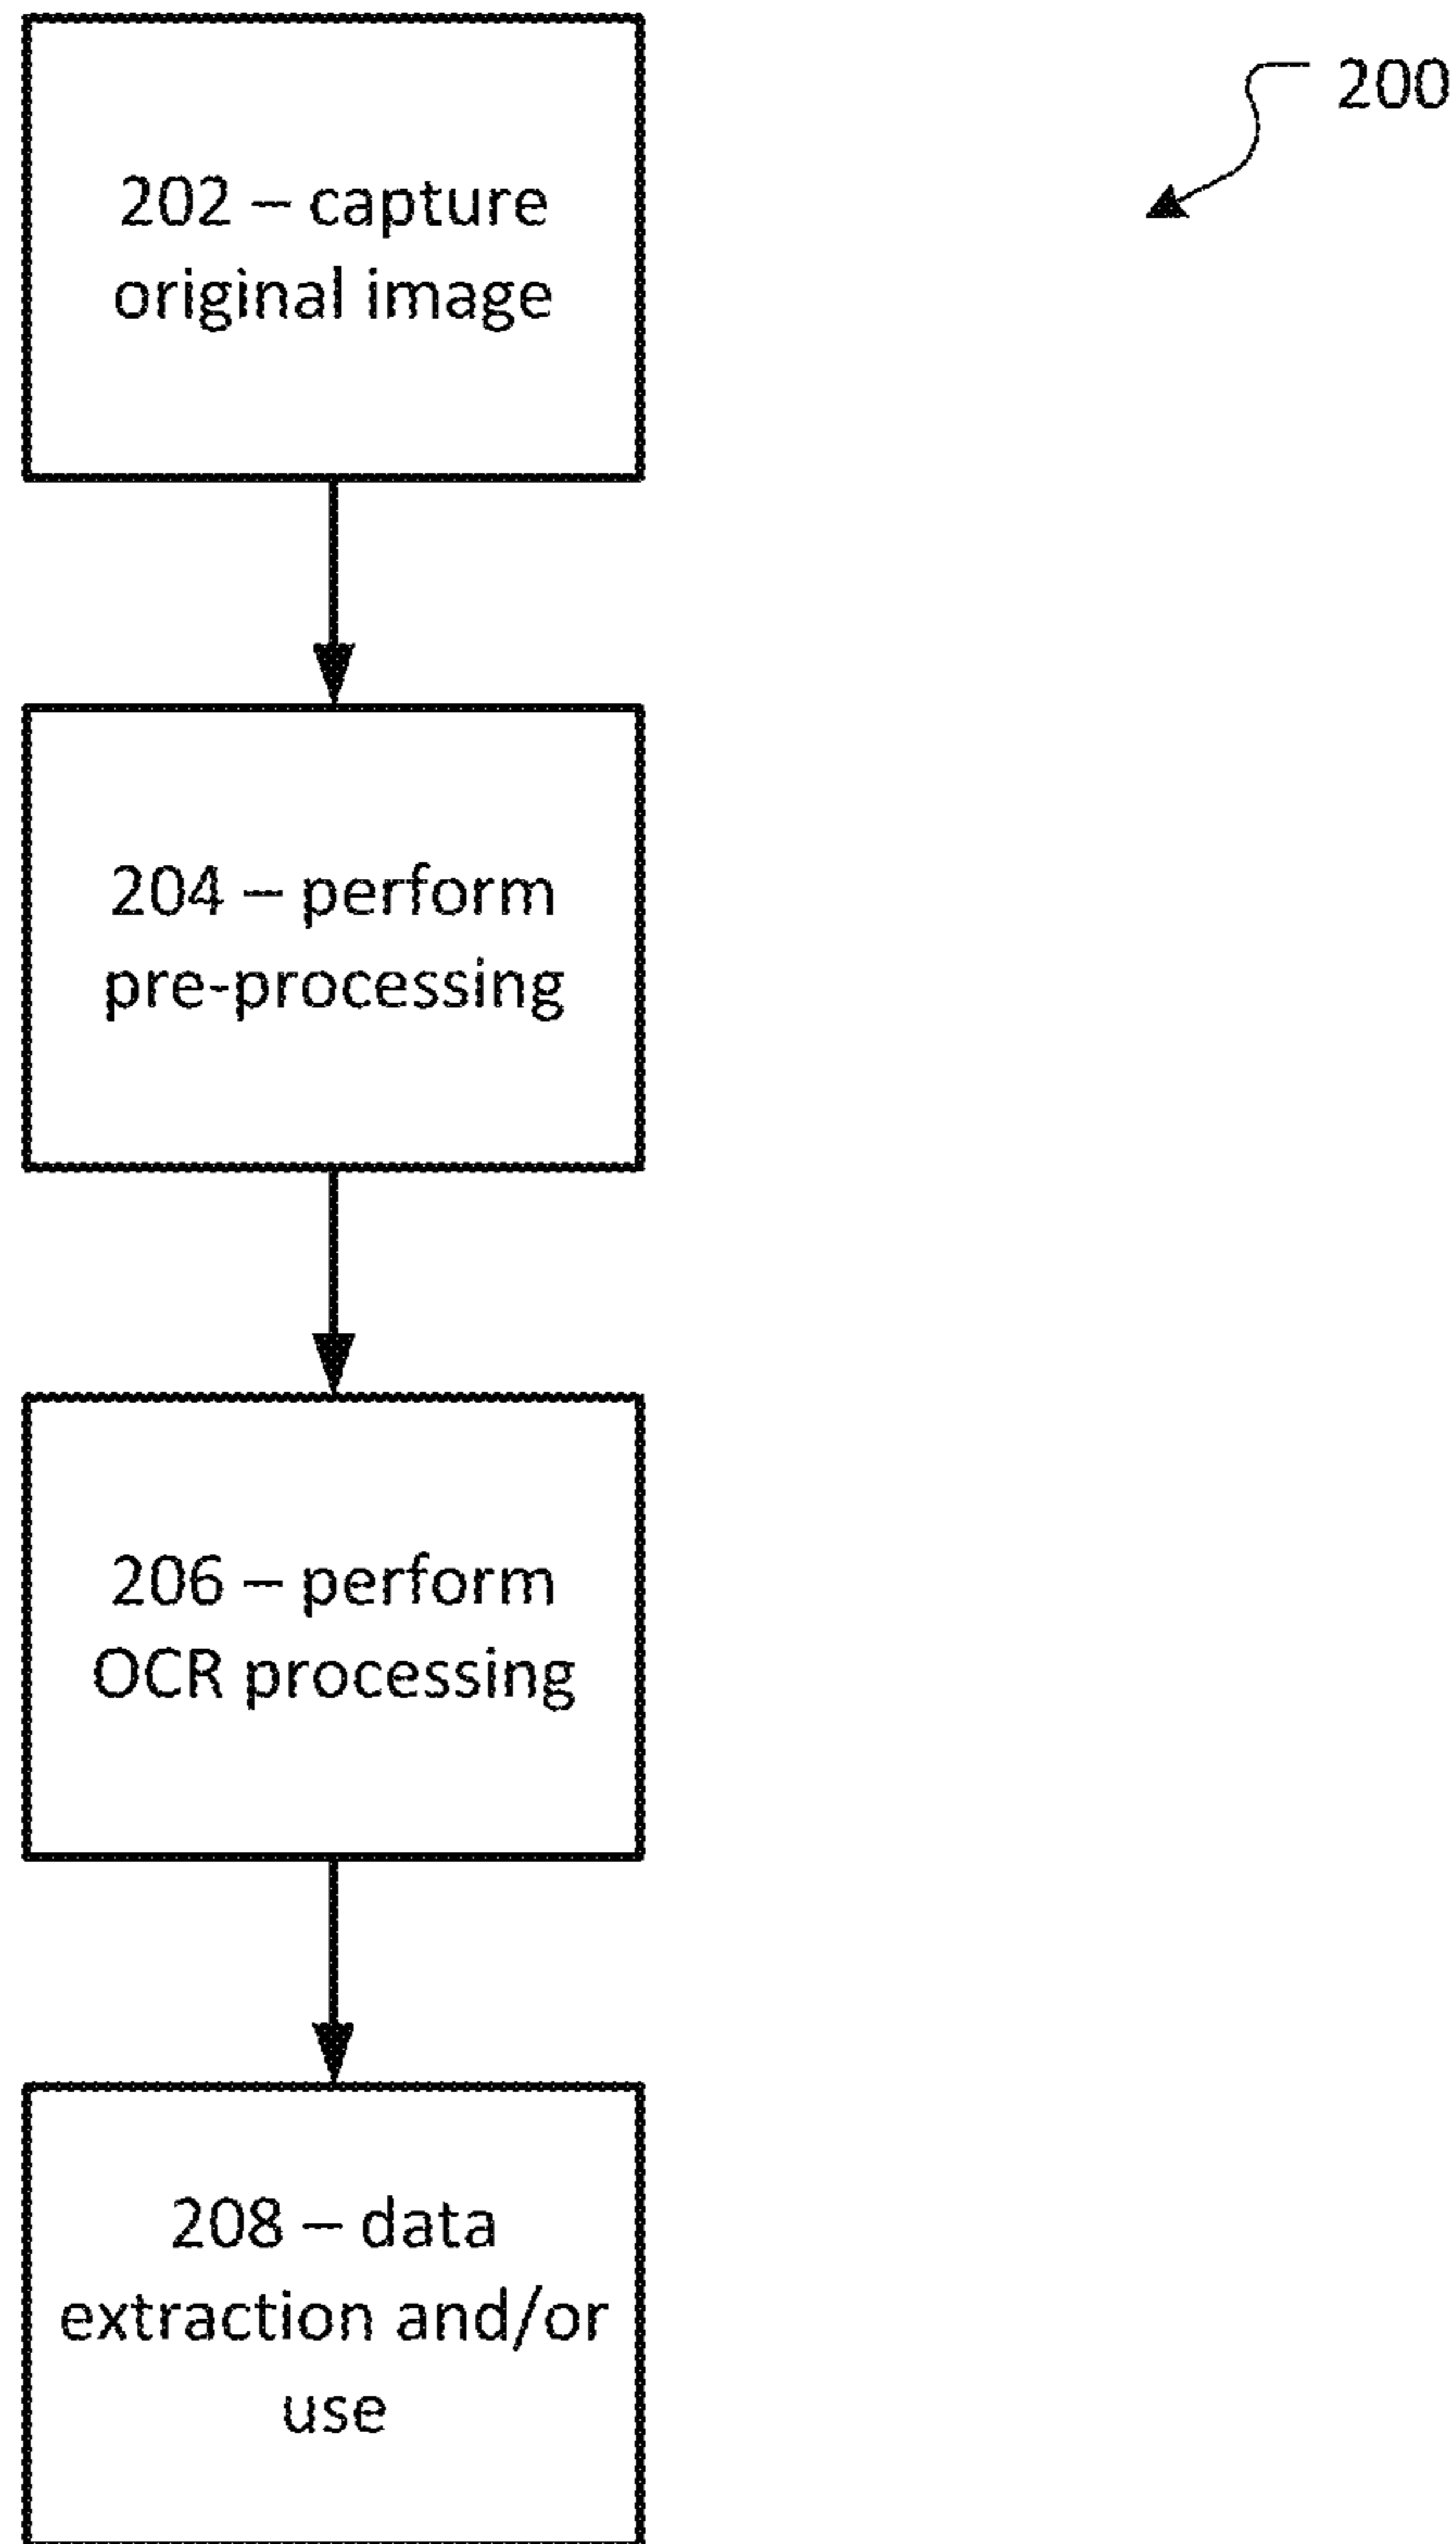 200
202 – capture
original image
204 – perform
pre-processing
206 – perform
OCR processing
208 – data
extraction and/or
use